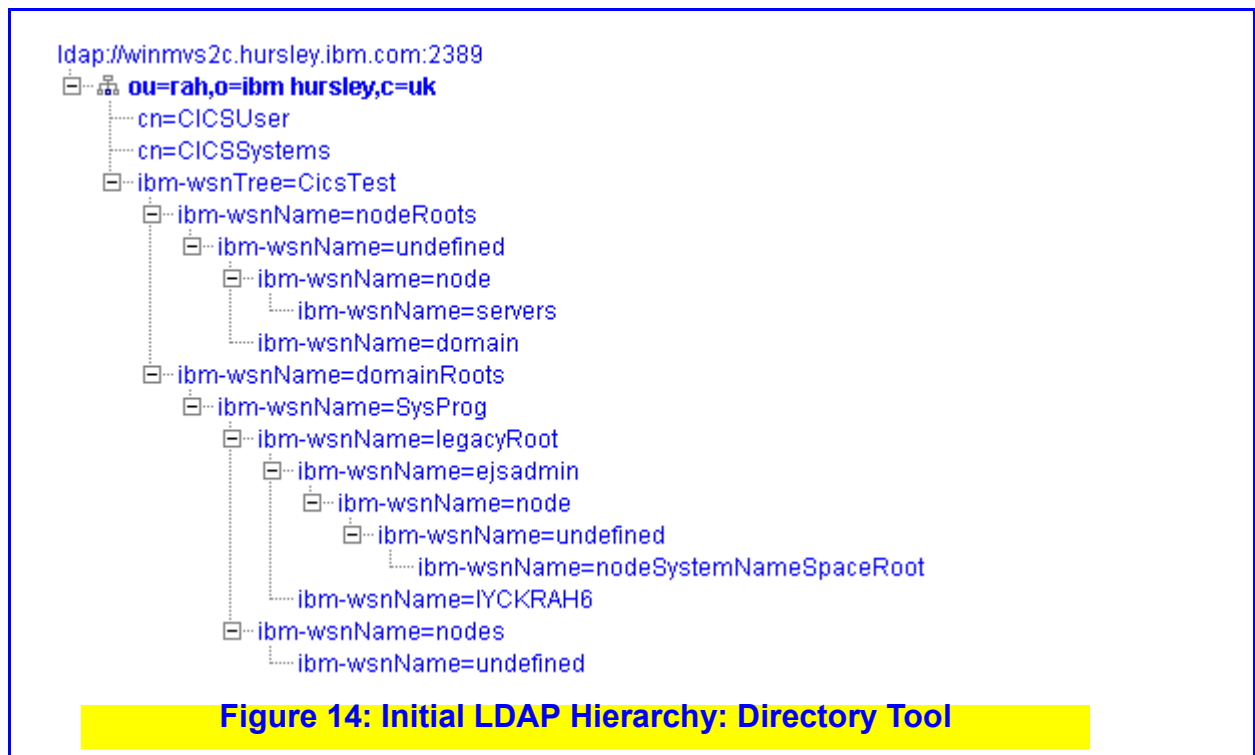 ldap://winmvs2c.hursley.ibm.com:2389
ou=rah,o=ibm hursley,c=uk
cn=CICSUser
cn=CICSSystems
ibm-wsnTree=CicsTest
ibm-wsnName=nodeRoots
ibm-wsnName=undefined
ibm-wsnName=node
ibm-wsnName=servers
ibm-wsnName=domain
ibm-wsnName=domainRoots
ibm-wsnName=SysProg
ibm-wsnName=legacyRoot
ibm-wsnName=ejsadmin
ibm-wsnName=node
ibm-wsnName=undefined
ibm-wsnName=nodeSystemNameSpaceRoot
ibm-wsnName=IYCKRAH6
ibm-wsnName=nodes
ibm-wsnName=undefined
Figure 14: Initial LDAP Hierarchy: Directory Tool